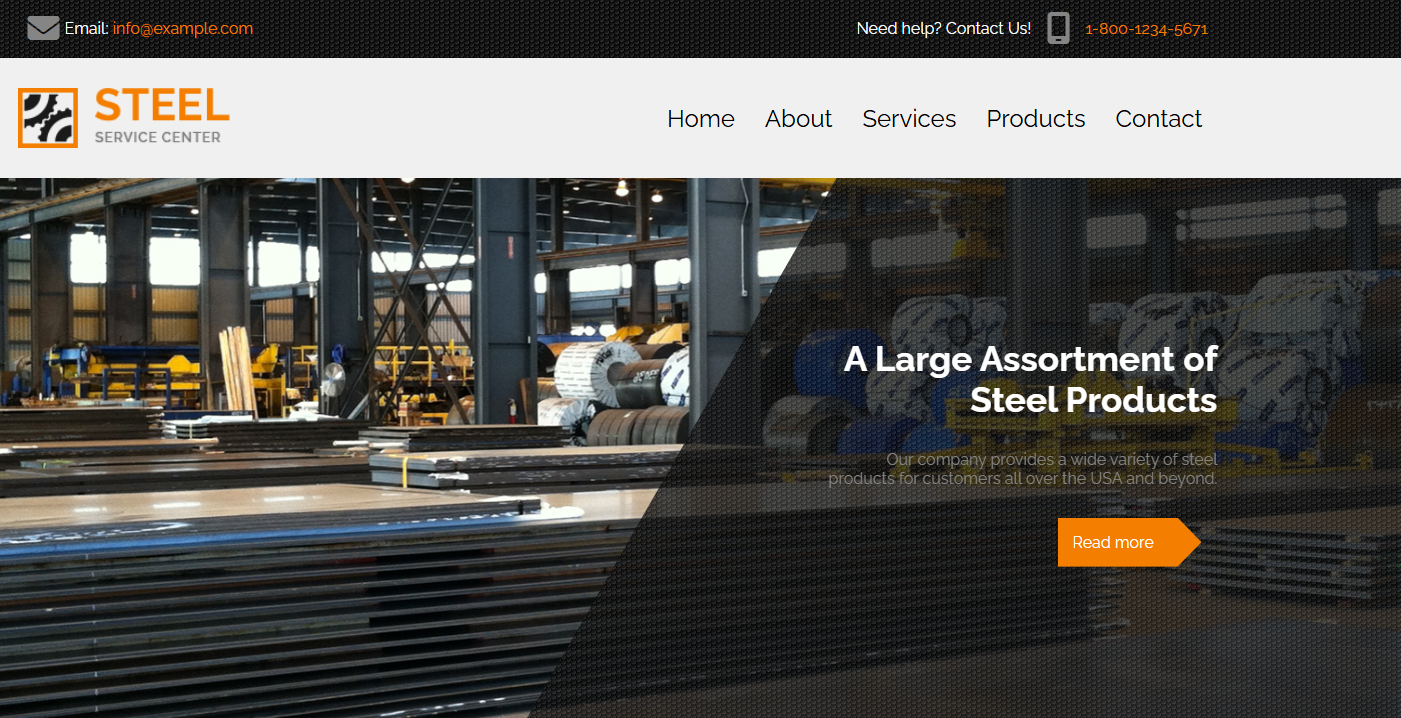 Email: info@example.com
Need help? Contact Us!
1-800-1234-5671
STEEL
SERVICE CENTER
Home
About
Services
Products
Contact
A Large Assortment of
Steel Products
Our company provides a wide variety of steel
products for customers all over the USA and beyond.
Read more